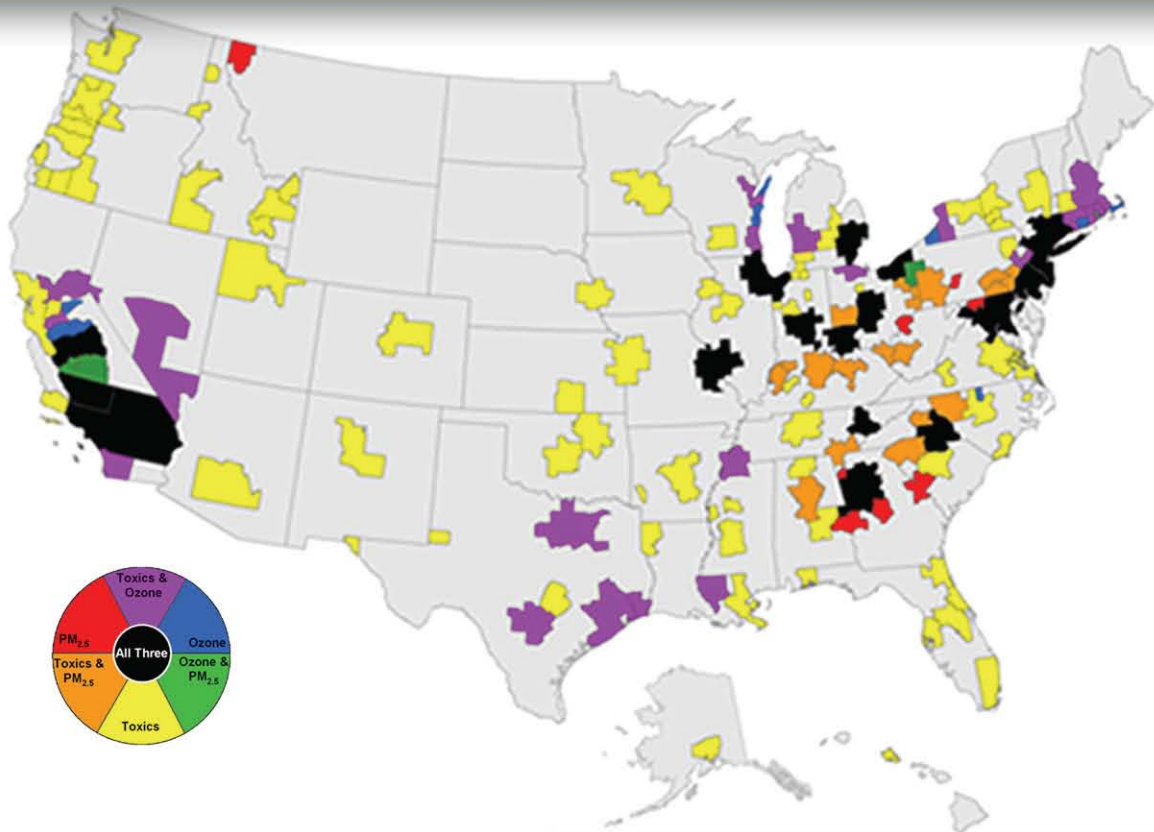 Toxics &
Ozone
PM2.5
Ozone
All Three
Toxics &
PM2.5
Ozone &
PM2.5
Toxics